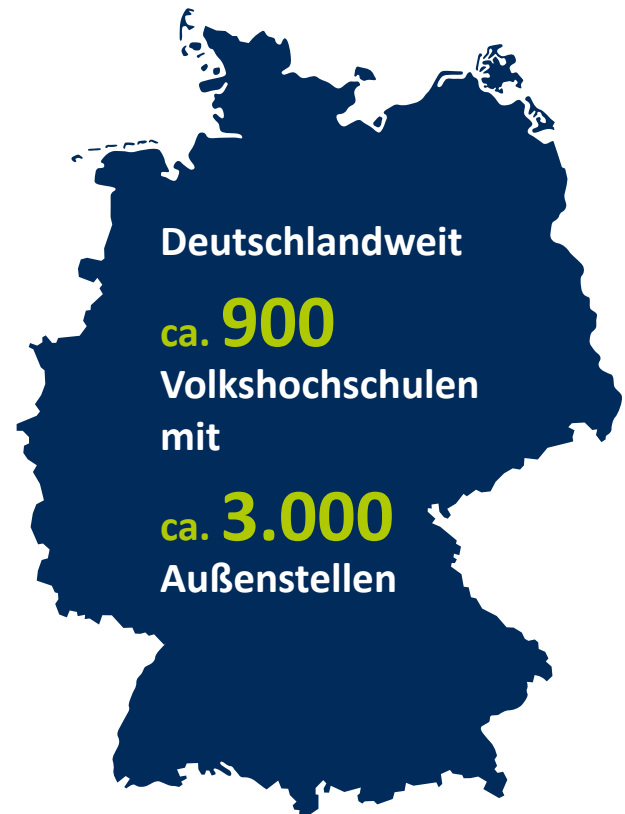 Deutschlandweit
ca. 900
Volkshochschulen
mit
ca. 3.000
Außenstellen